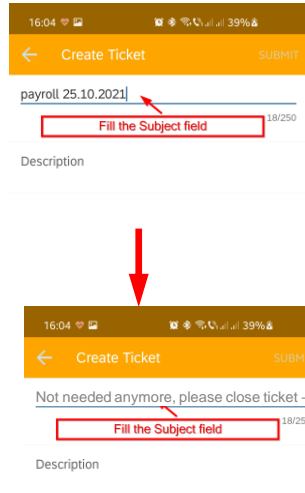 16:04 39%
Create Ticket SUBMIT
payroll 25.10.2021
18/250
Fill the Subject field
Description
16:04 39%
Create Ticket SUBM
Not needed anymore, please close ticket -
18/25
Fill the Subject field
Description